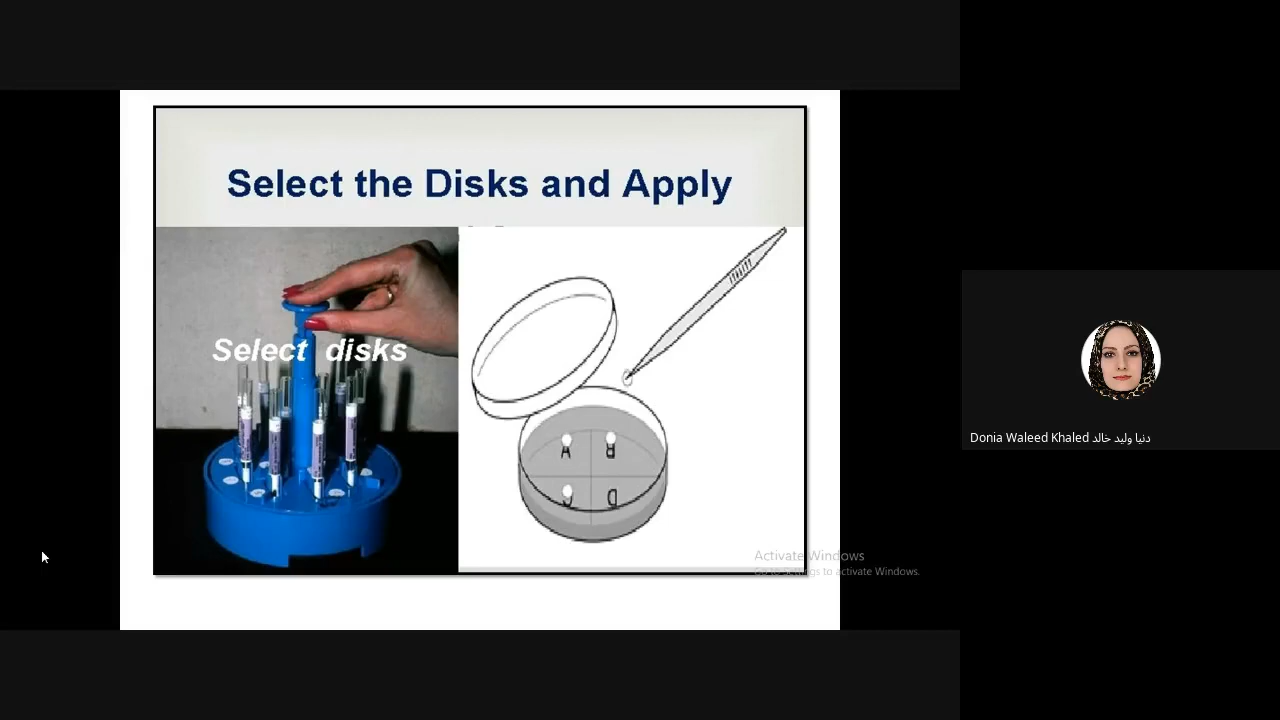 Select the Disks and Apply
Select disks
A B
C D
Activate Windows
Go to Settings to activate Windows.
Donia Waleed Khaled دنيا وليد خالد